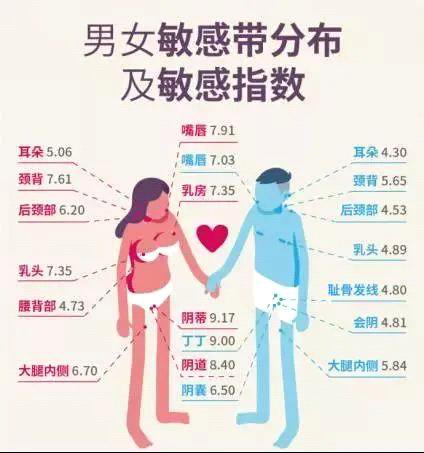 男女敏感带分布
及敏感指数
嘴唇 7.91
耳朵 5.06
嘴唇 7.03
耳朵 4.30
颈背 7.61
乳房 7.35
颈背 5.65
后颈部 6.20
后颈部 4.53
乳头 7.35
乳头 4.89
腰背部 4.73
耻骨发线 4.80
阴蒂 9.17
会阴 4.81
丁丁 9.00
大腿内侧 6.70
阴道 8.40
大腿内侧 5.84
阴囊 6.50